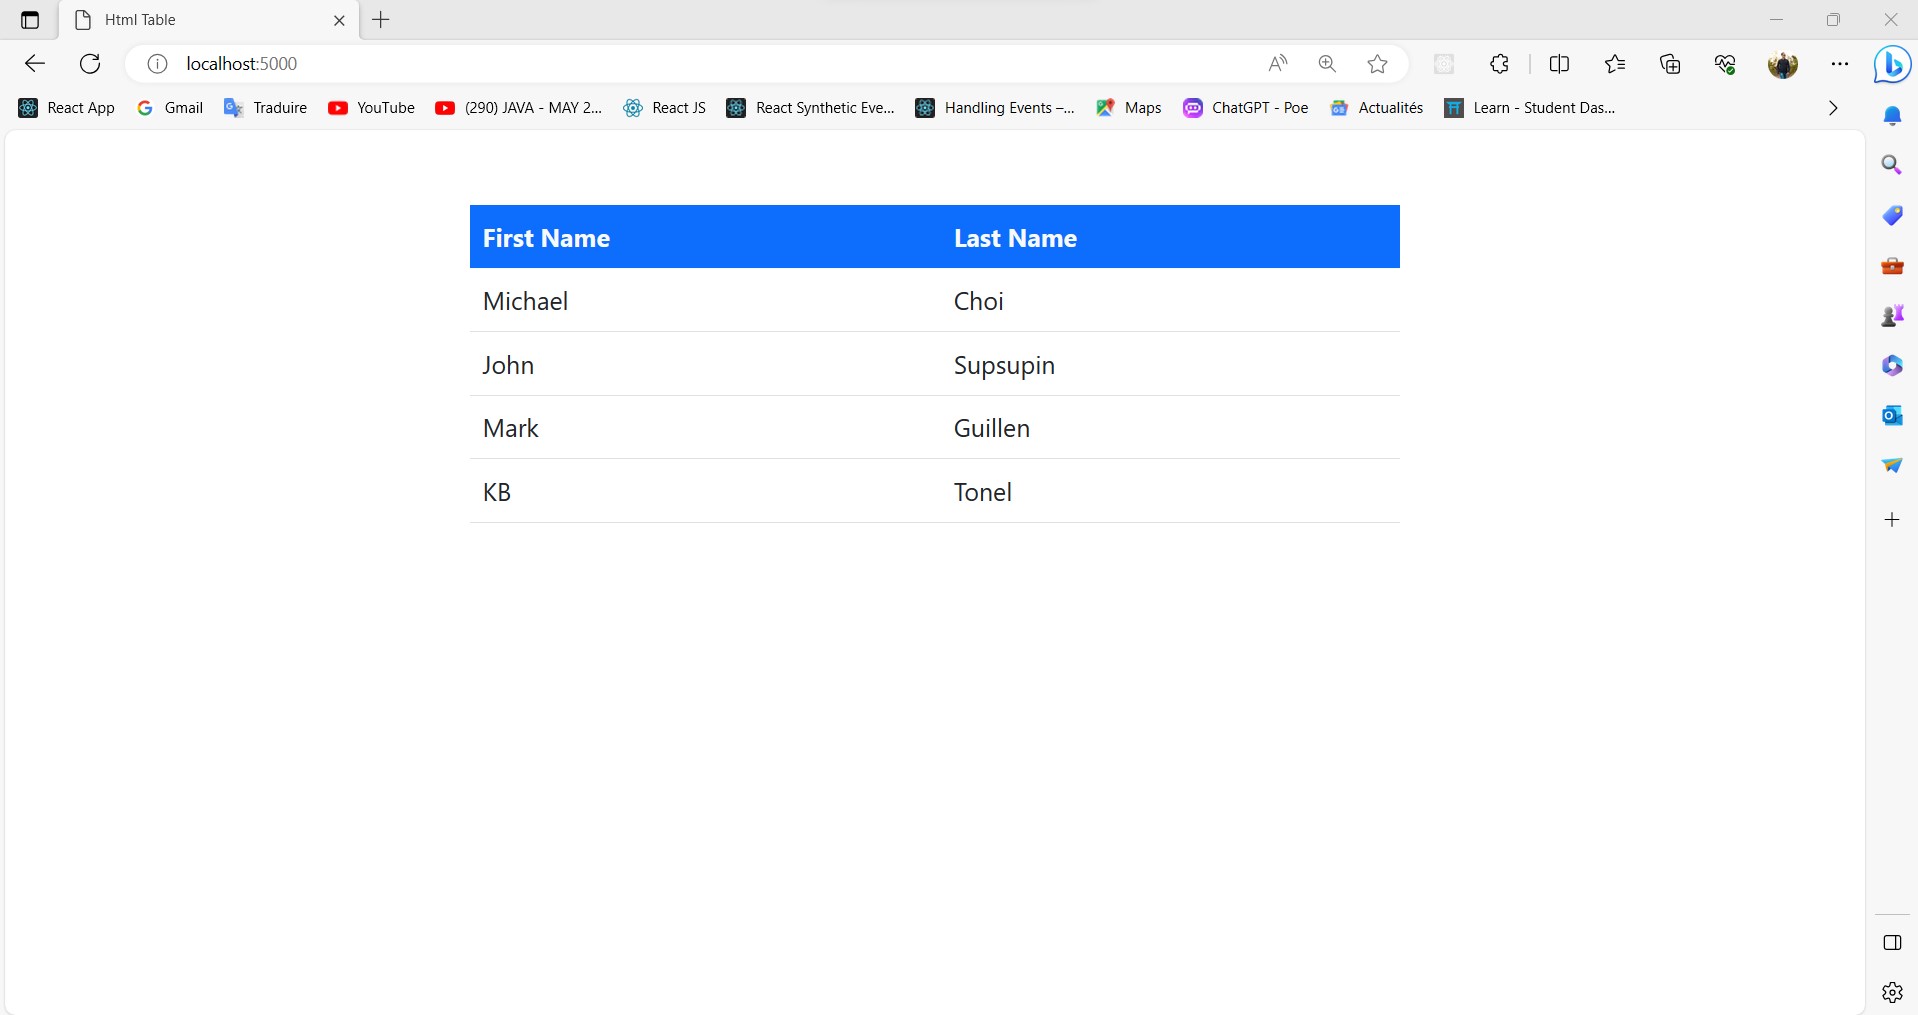 Html Table
localhost:5000
React App Gmail Traduire YouTube (290) JAVA - MAY 2... React JS React Synthetic Eve... Handling Events –... Maps ChatGPT - Poe Actualités Learn - Student Das...
First Name Last Name
Michael Choi
John Supsupin
Mark Guillen
KB Tonel